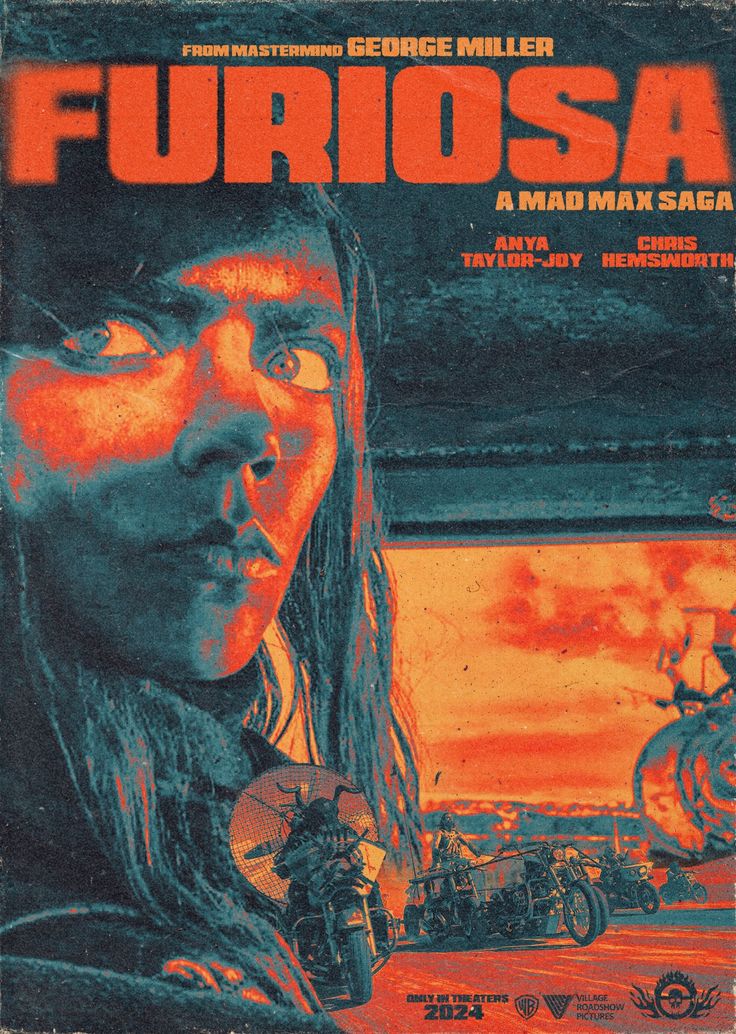 FROM MASTERMIND GEORGE MILLER
FURIOSA
A MAD MAX SAGA
ANYA
TAYLOR-JOY
CHRIS
HEMSWORTH
ONLY IN THEATERS
2024
WB
VILLAGE
ROADSHOW
PICTURES